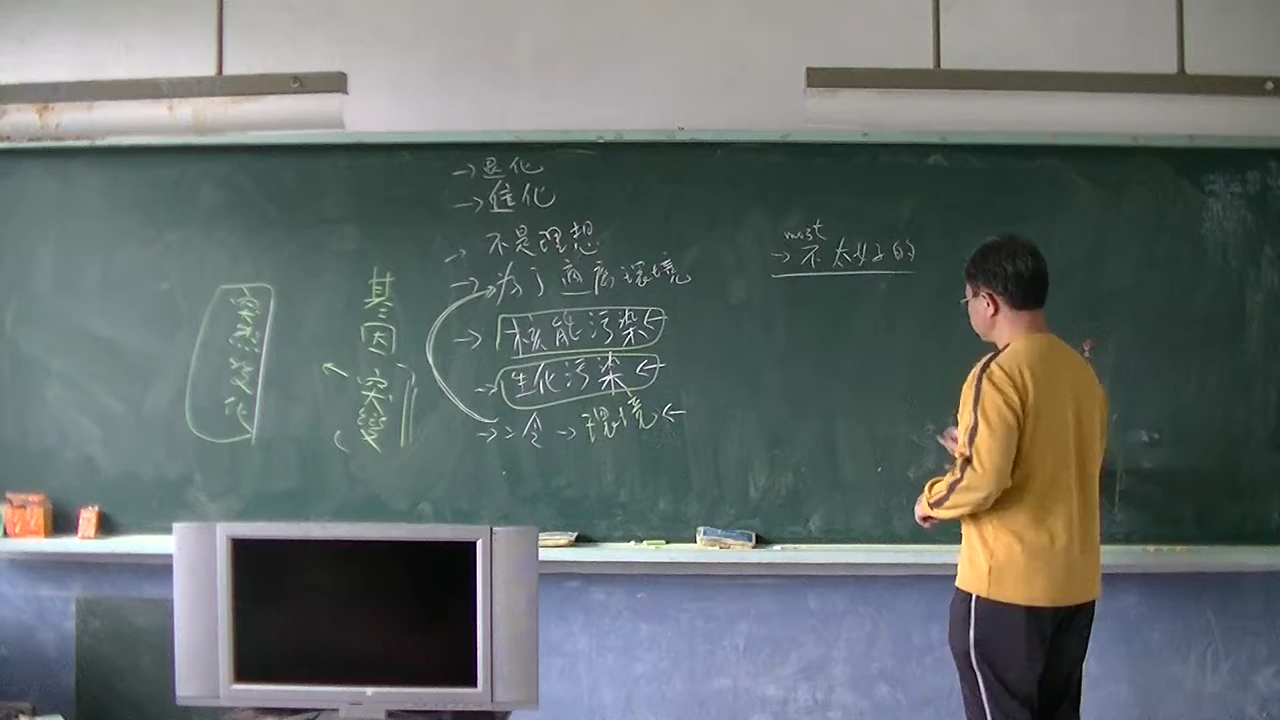 →退化
→進化
→不是理想
→為了適應環境
→核能污染←
→生化污染←
→命→環境←
基因突變
突然變化
most
→不太好的